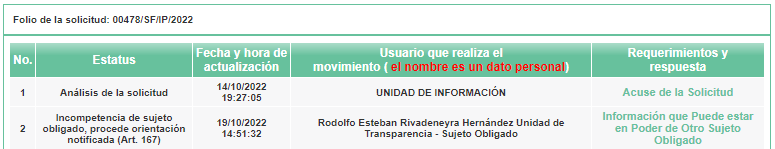 Folio de la solicitud: 00478/SF/IP/2022
No.
Estatus
Fecha y hora de
actualización
Usuario que realiza el
movimiento ( el nombre es un dato personal)
Requerimientos y
respuesta
1
Análisis de la solicitud
14/10/2022
19:27:05
UNIDAD DE INFORMACIÓN
Acuse de la Solicitud
2
Incompetencia de sujeto
obligado, procede orientación
notificada (Art. 167)
19/10/2022
14:51:32
Rodolfo Esteban Rivadeneyra Hernández Unidad de
Transparencia - Sujeto Obligado
Información que Puede estar
en Poder de Otro Sujeto
Obligado